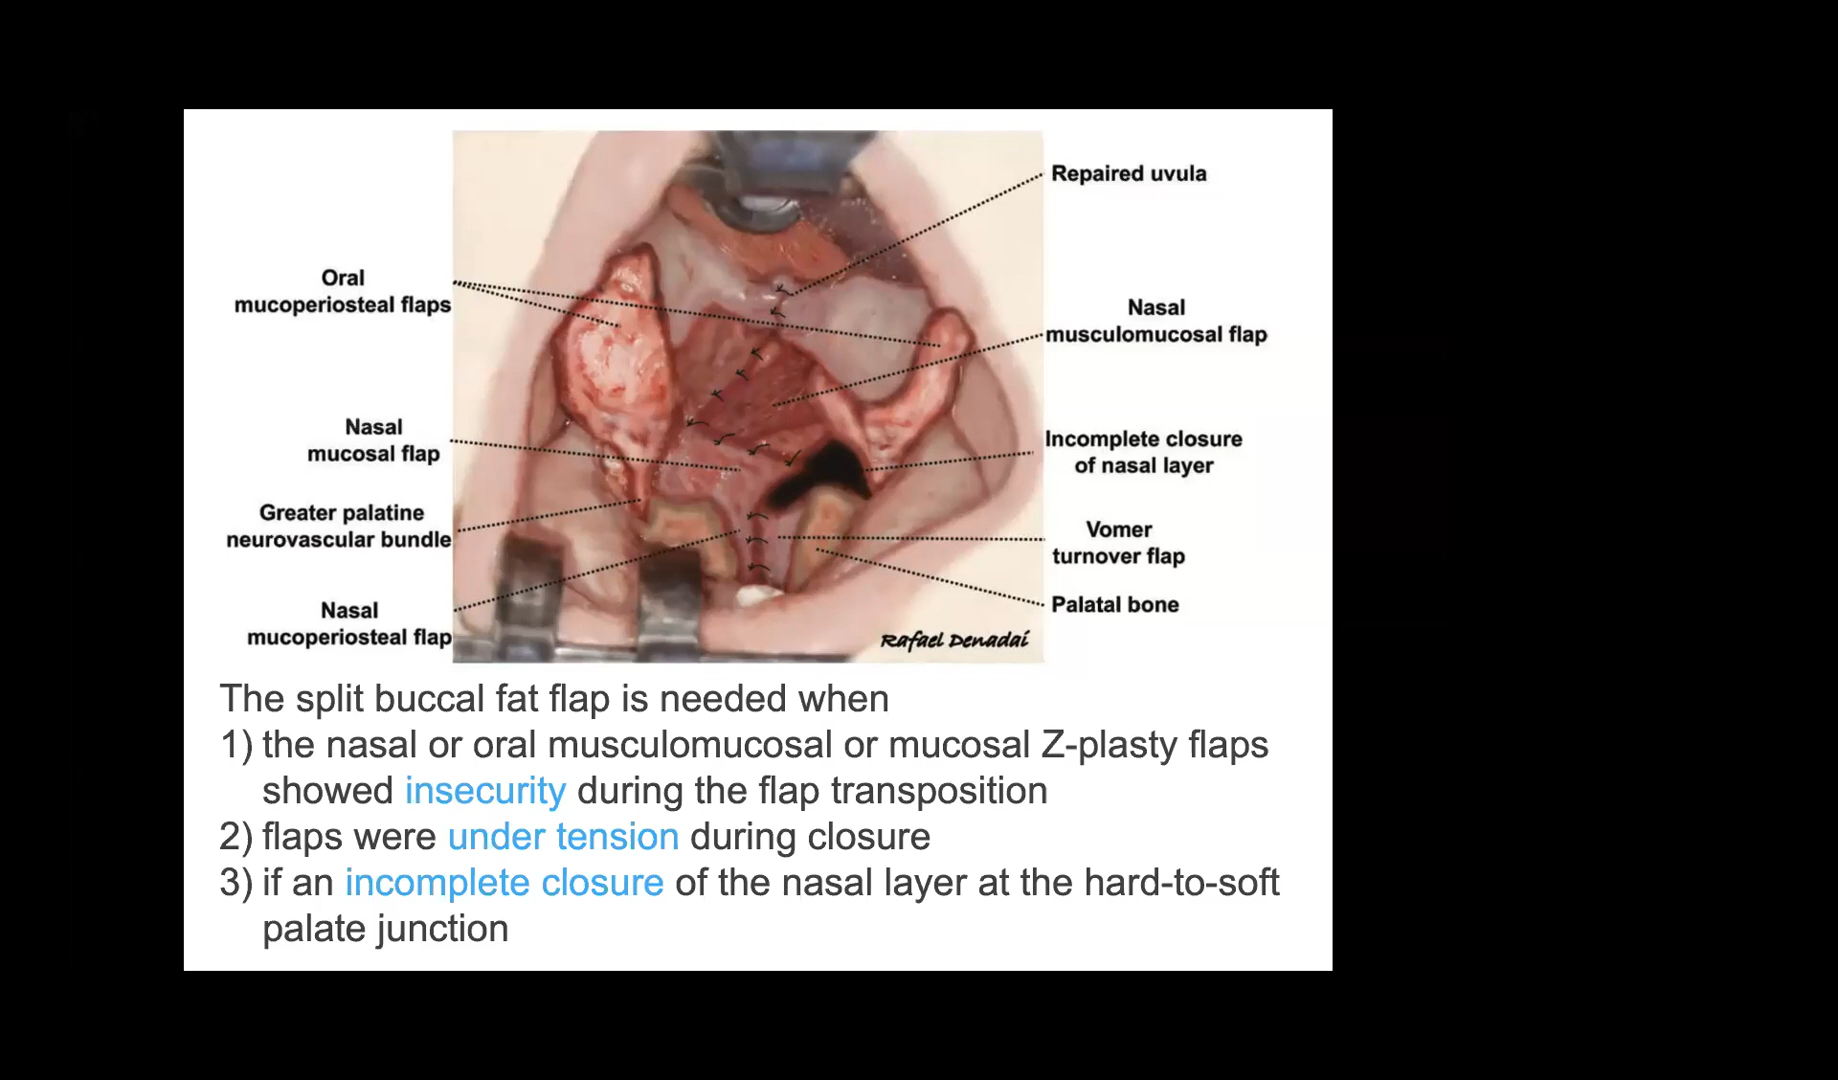 Repaired uvula
Oral
mucoperiosteal flaps
Nasal
musculomucosal flap
Nasal
mucosal flap
Incomplete closure
of nasal layer
Greater palatine
neurovascular bundle
Vomer
turnover flap
Nasal
mucoperiosteal flap
Palatal bone
Rafael Denadai
The split buccal fat flap is needed when
1) the nasal or oral musculomucosal or mucosal Z-plasty flaps
showed insecurity during the flap transposition
2) flaps were under tension during closure
3) if an incomplete closure of the nasal layer at the hard-to-soft
palate junction